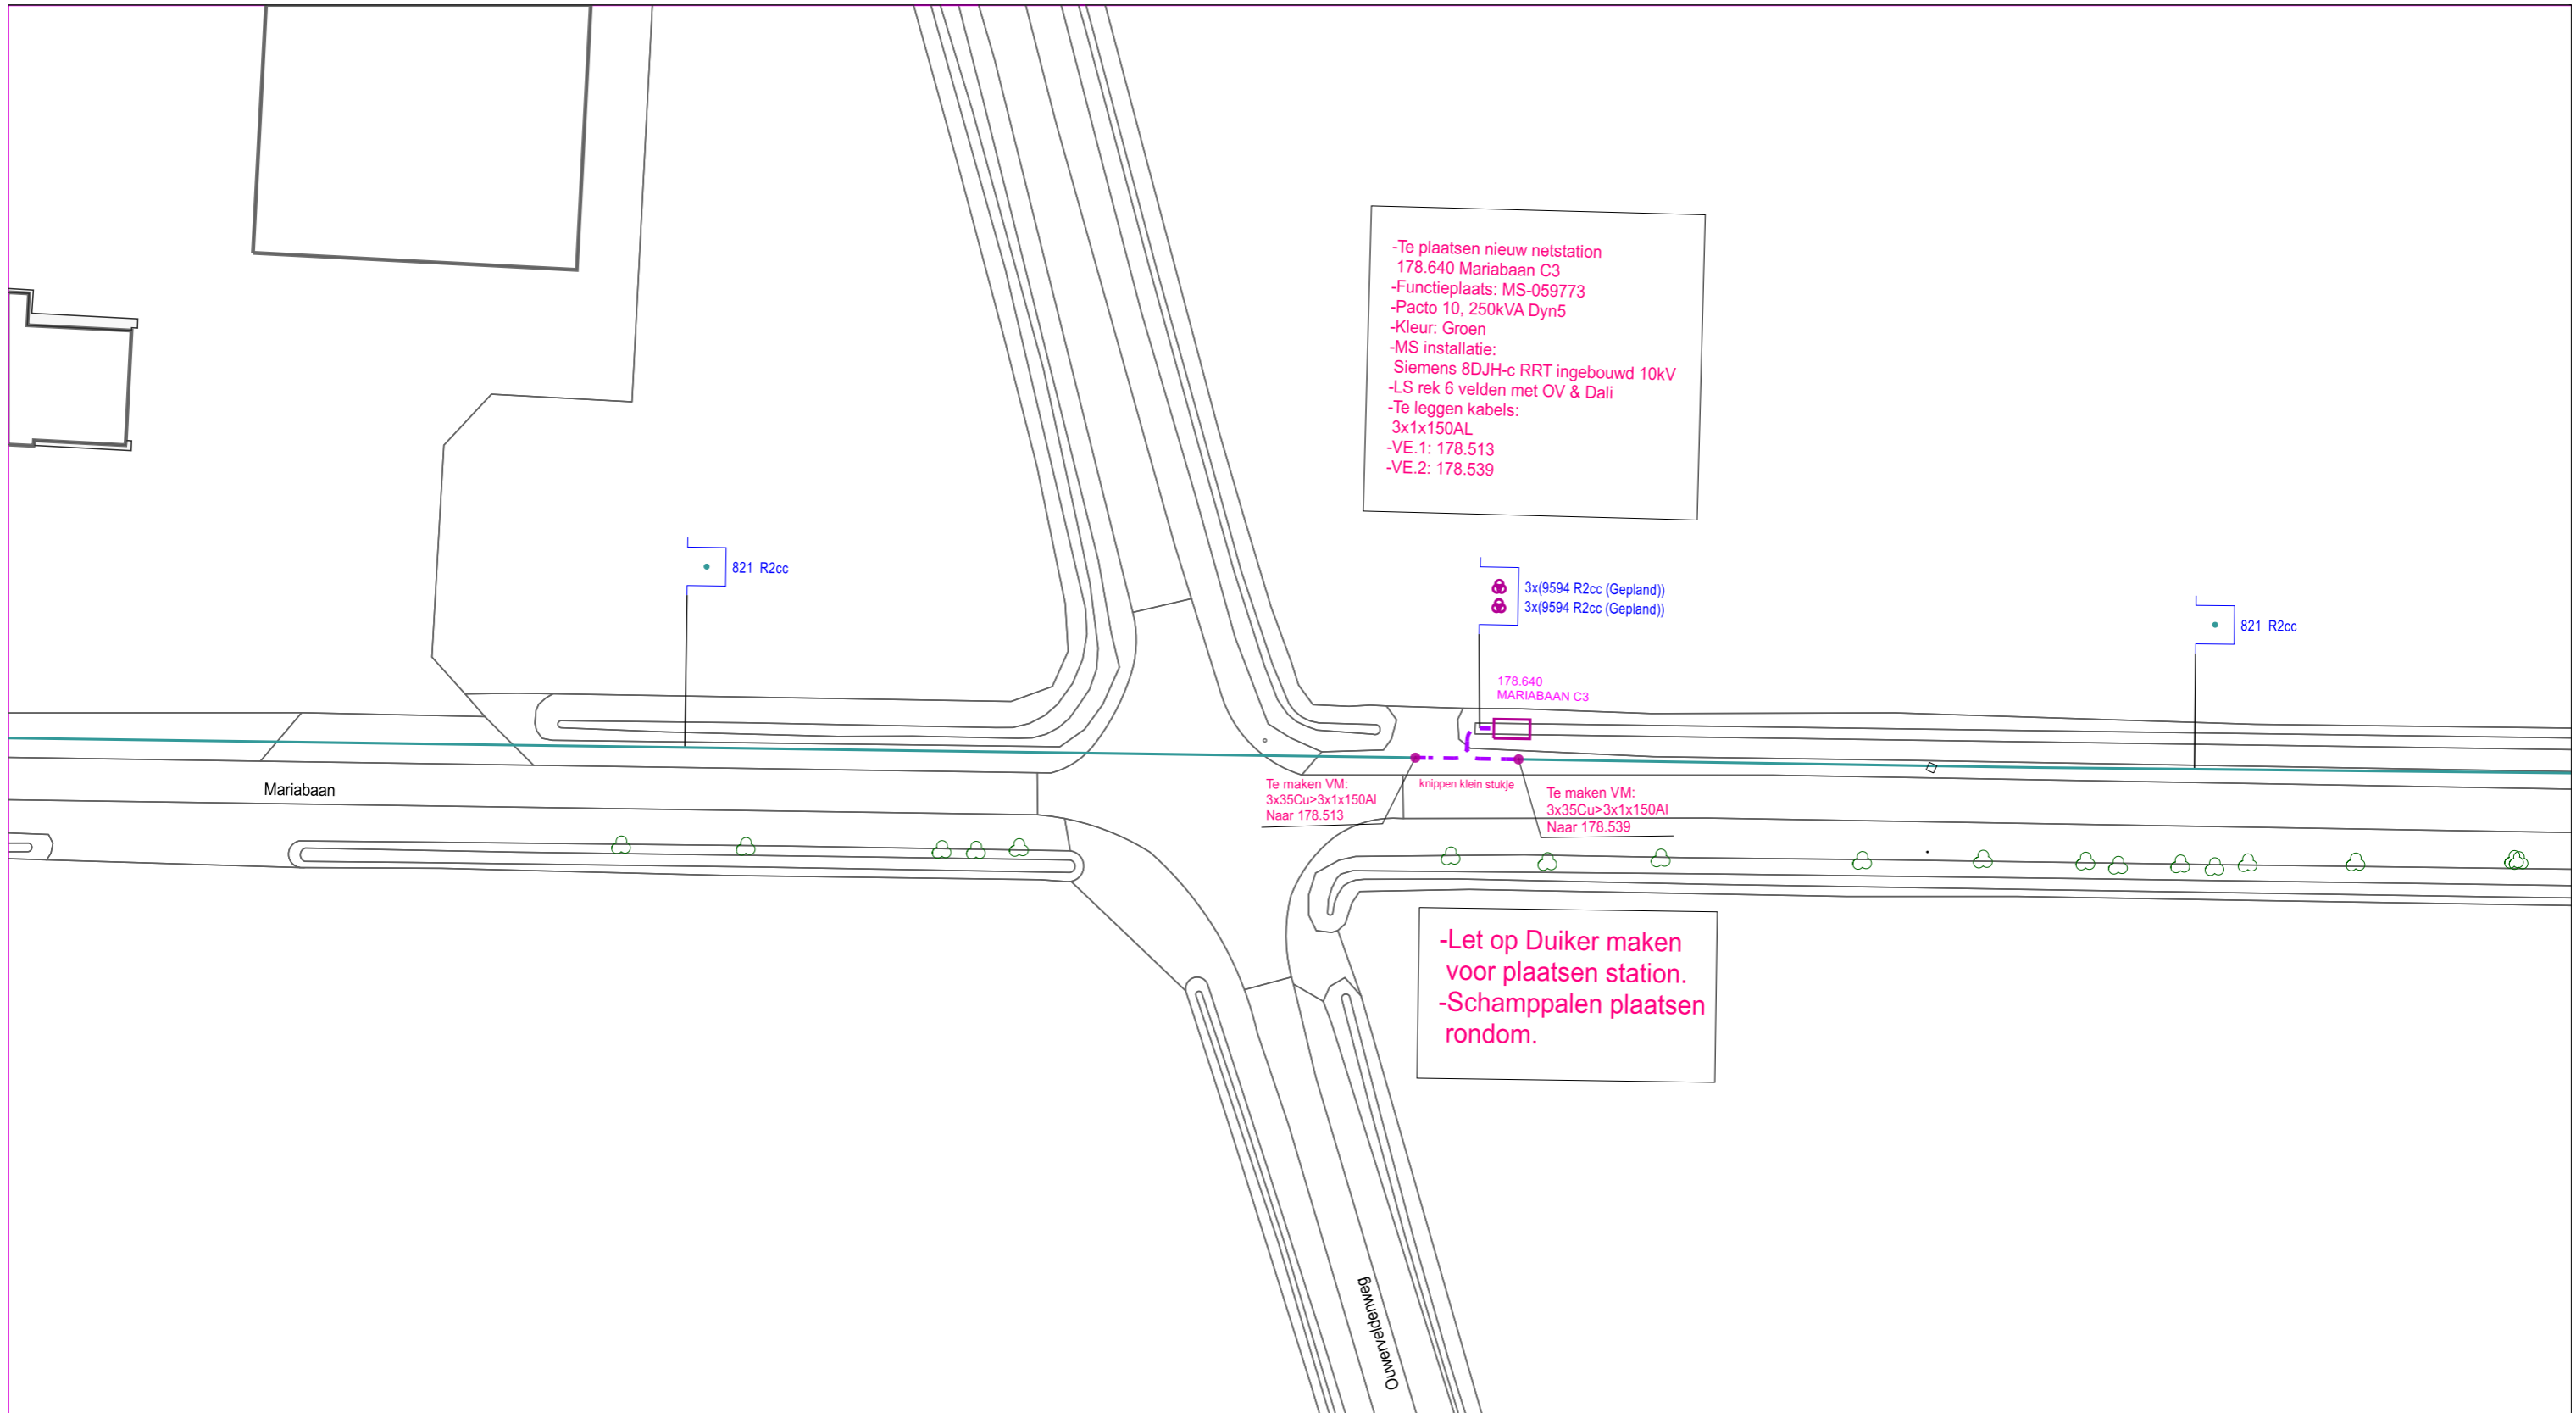 -Te plaatsen nieuw netstation
178.640 Mariabaan C3
-Functieplaats: MS-059773
-Pacto 10, 250kVA Dyn5
-Kleur: Groen
-MS installatie:
Siemens 8DJH-c RRT ingebouwd 10kV
-LS rek 6 velden met OV & Dali
-Te leggen kabels:
3x1x150AL
-VE.1: 178.513
-VE.2: 178.539
821 R2cc
3x(9594 R2cc (Gepland))
3x(9594 R2cc (Gepland))
821 R2cc
178.640
MARIABAAN C3
Mariabaan
Te maken VM:
3x35Cu>3x1x150Al
Naar 178.513
knippen klein stukje
Te maken VM:
3x35Cu>3x1x150Al
Naar 178.539
-Let op Duiker maken
voor plaatsen station.
-Schamppalen plaatsen
rondom.
Ouwerveldenweg